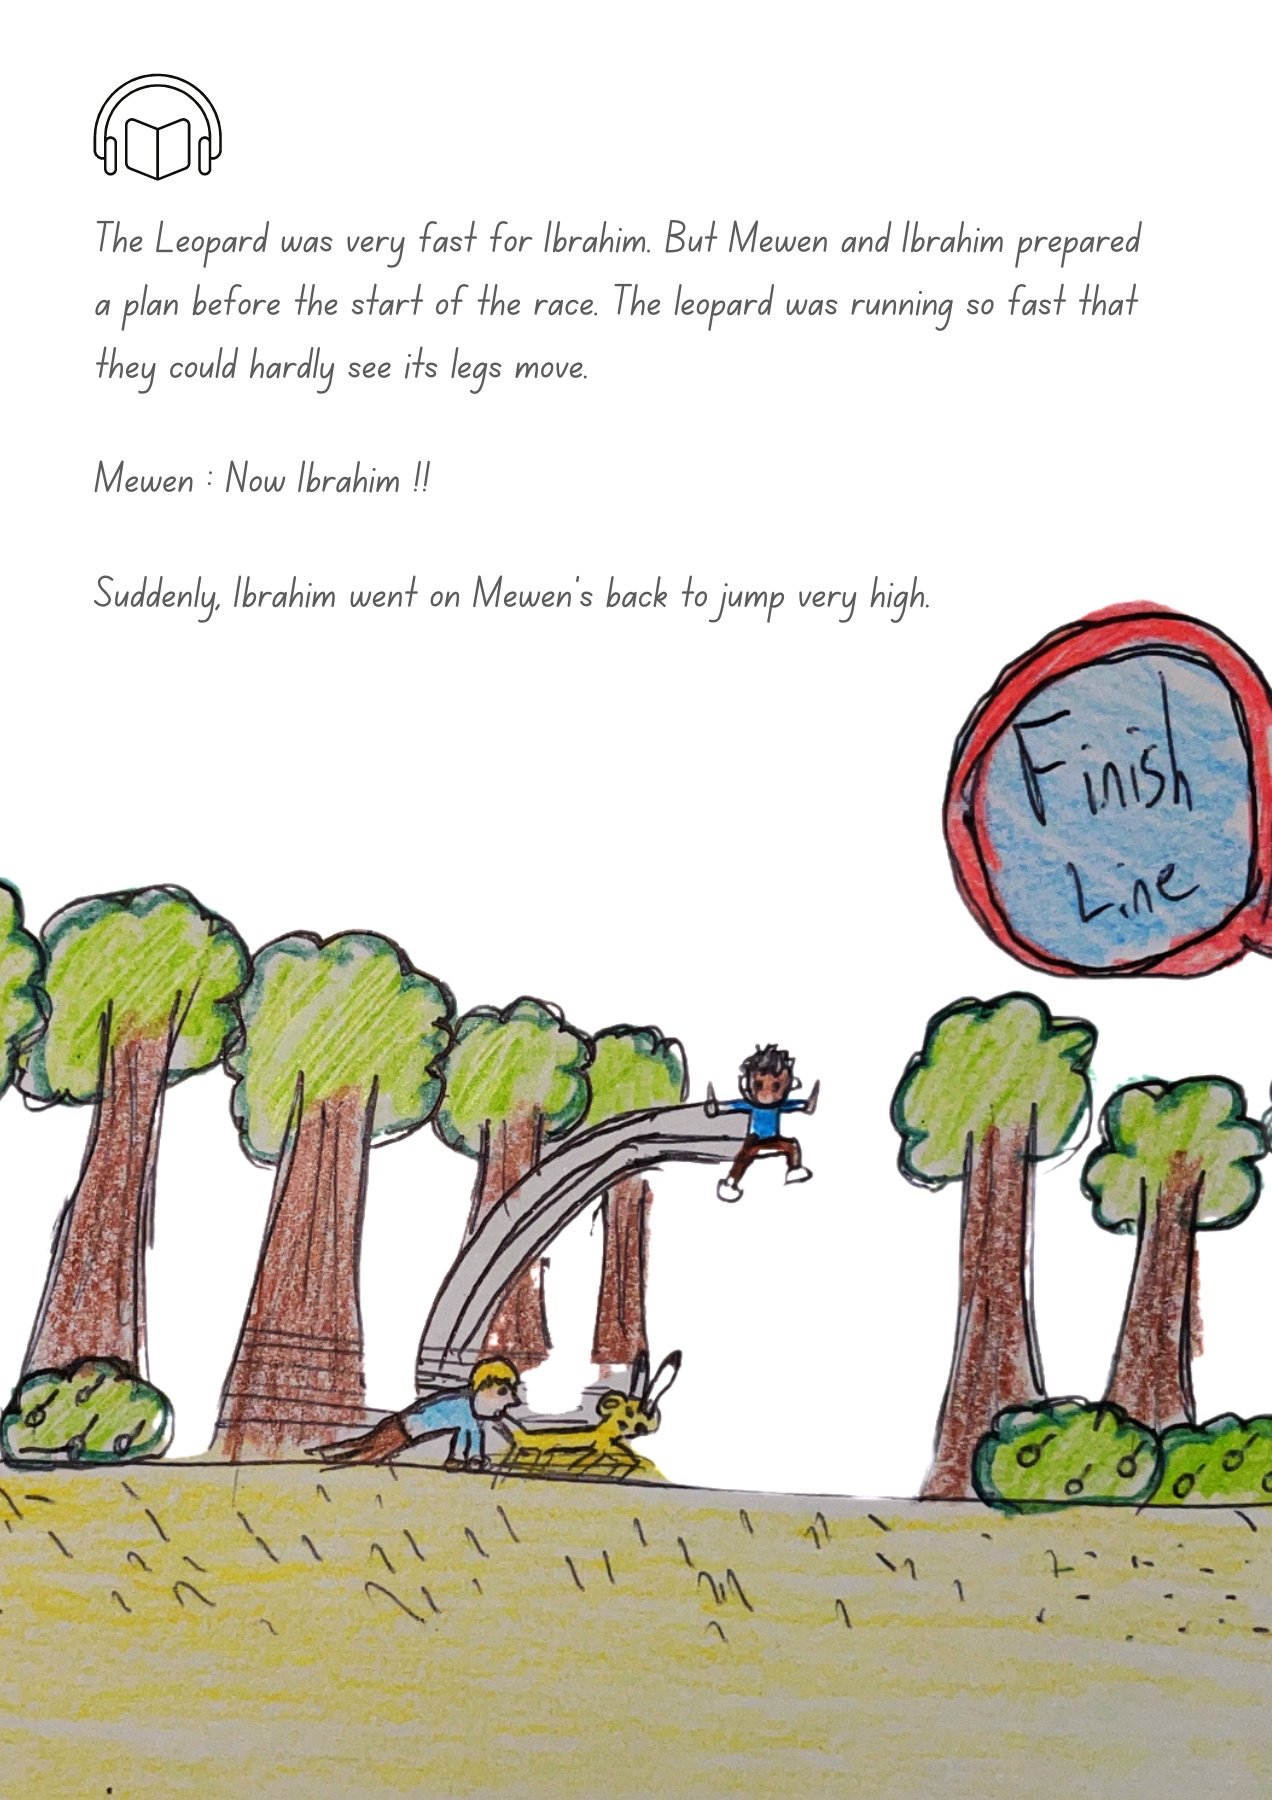 The Leopard was very fast for Ibrahim. But Mewen and Ibrahim prepared
a plan before the start of the race. The leopard was running so fast that
they could hardly see its legs move.
Mewen : Now Ibrahim !!
Suddenly, Ibrahim went on Mewen's back to jump very high.
Finish
Line